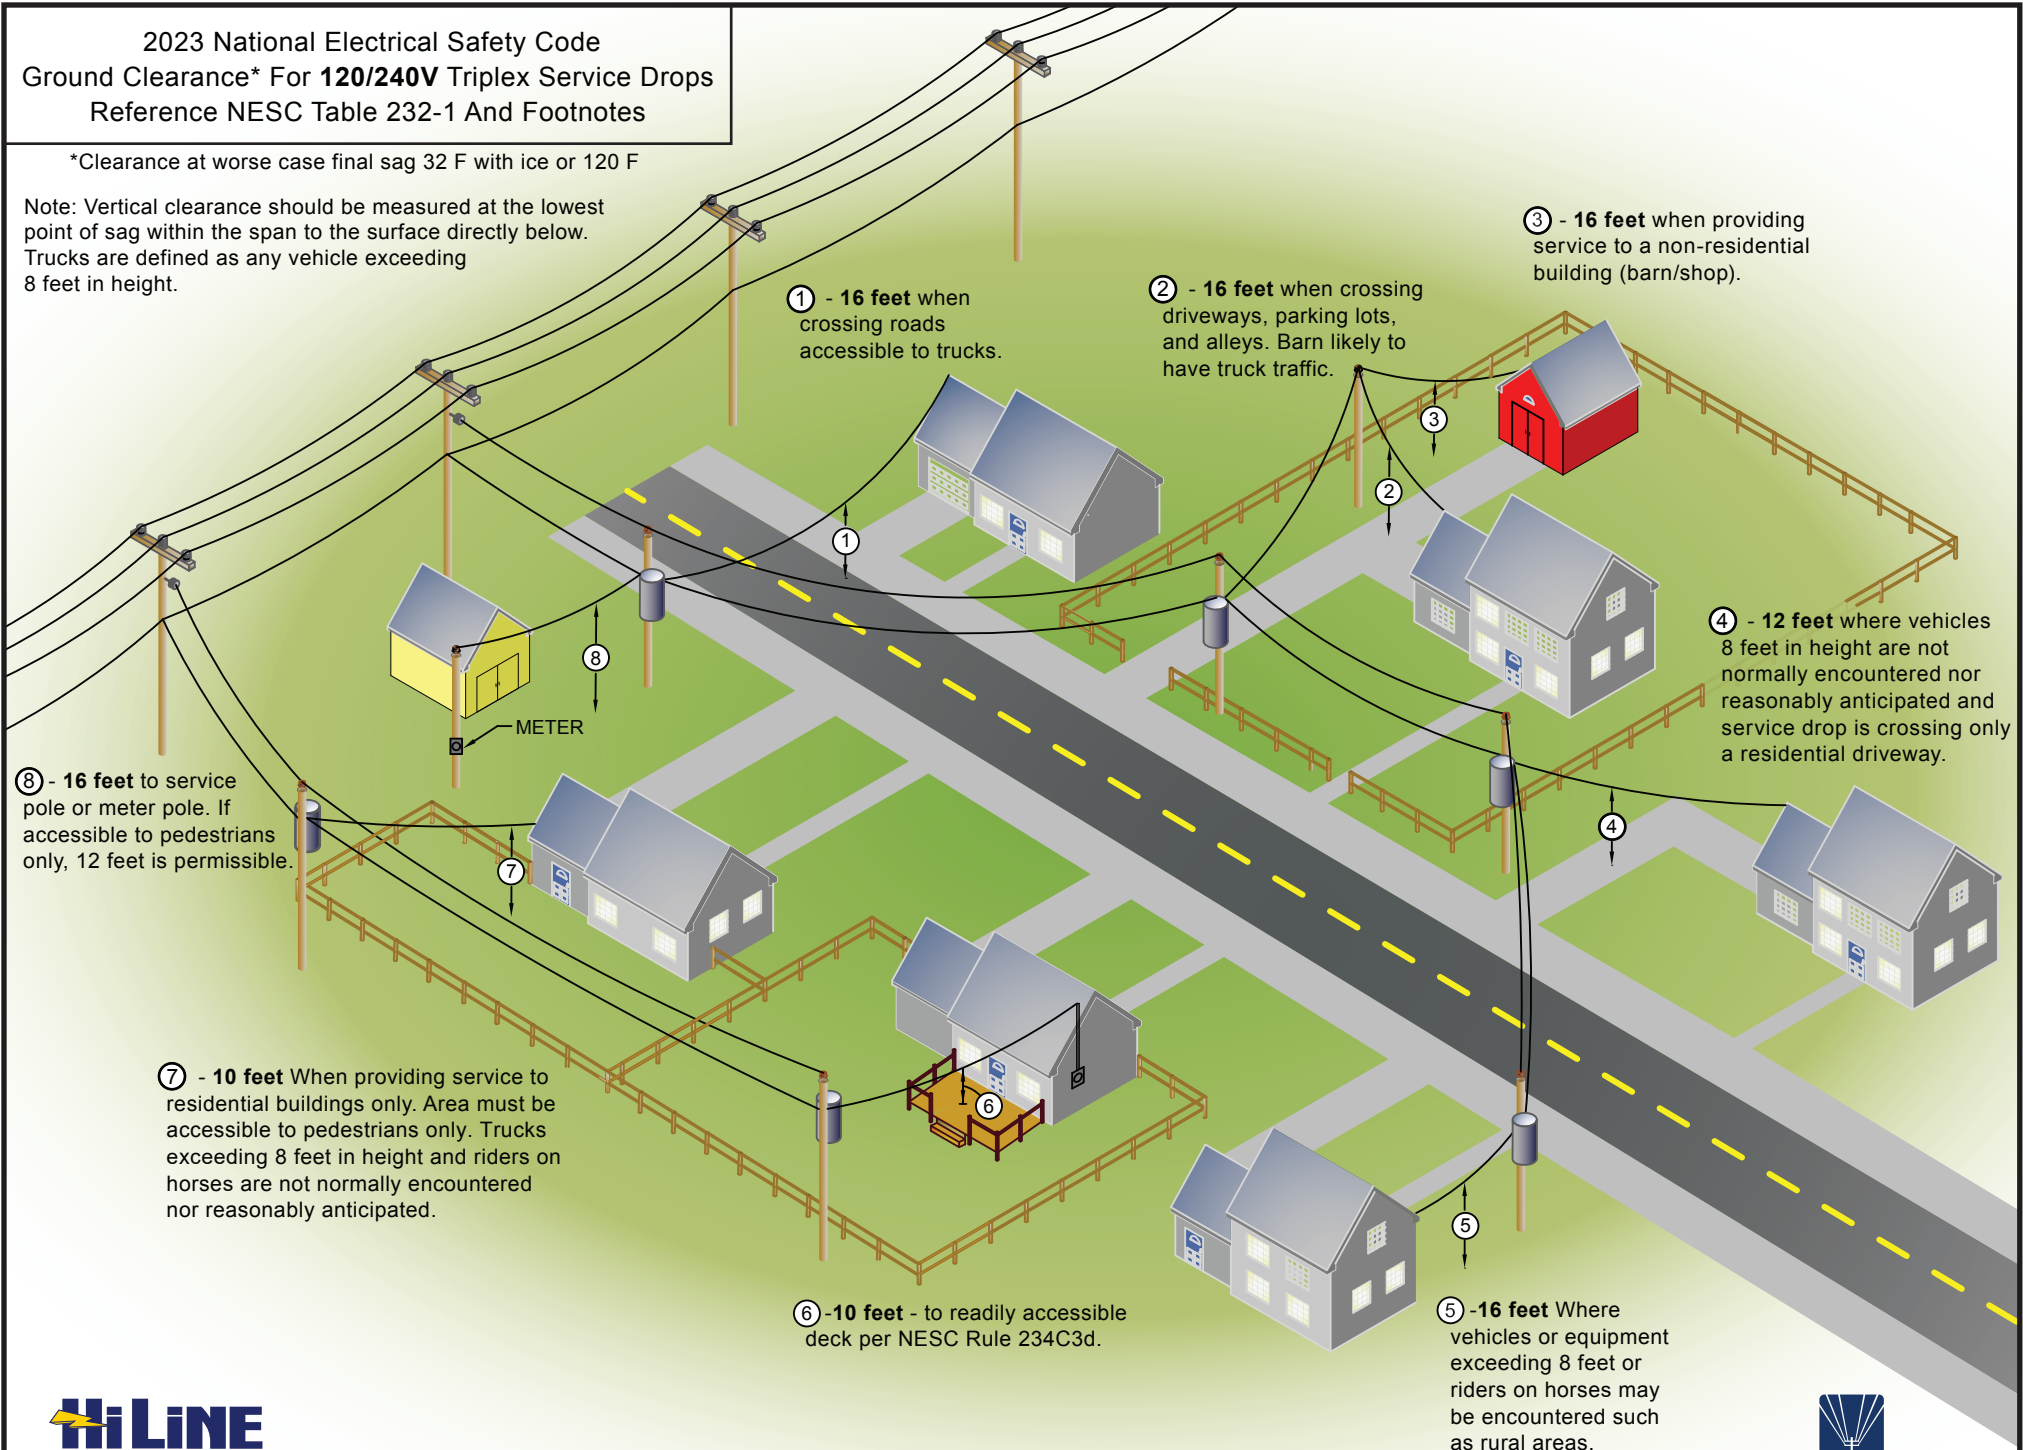 2023 National Electrical Safety Code
Ground Clearance* For 120/240V Triplex Service Drops
Reference NESC Table 232-1 And Footnotes
*Clearance at worse case final sag 32 F with ice or 120 F
Note: Vertical clearance should be measured at the lowest
point of sag within the span to the surface directly below.
Trucks are defined as any vehicle exceeding
8 feet in height.
1 - 16 feet when
crossing roads
accessible to trucks.
2 - 16 feet when crossing
driveways, parking lots,
and alleys. Barn likely to
have truck traffic.
3 - 16 feet when providing
service to a non-residential
building (barn/shop).
3
2
1
8
METER
4 - 12 feet where vehicles
8 feet in height are not
normally encountered nor
reasonably anticipated and
service drop is crossing only
a residential driveway.
8 - 16 feet to service
pole or meter pole. If
accessible to pedestrians
only, 12 feet is permissible.
4
7
7 - 10 feet When providing service to
residential buildings only. Area must be
accessible to pedestrians only. Trucks
exceeding 8 feet in height and riders on
horses are not normally encountered
nor reasonably anticipated.
6
5
6 -10 feet - to readily accessible
deck per NESC Rule 234C3d.
5 -16 feet Where
vehicles or equipment
exceeding 8 feet or
riders on horses may
be encountered such
as rural areas.
HiLiNE